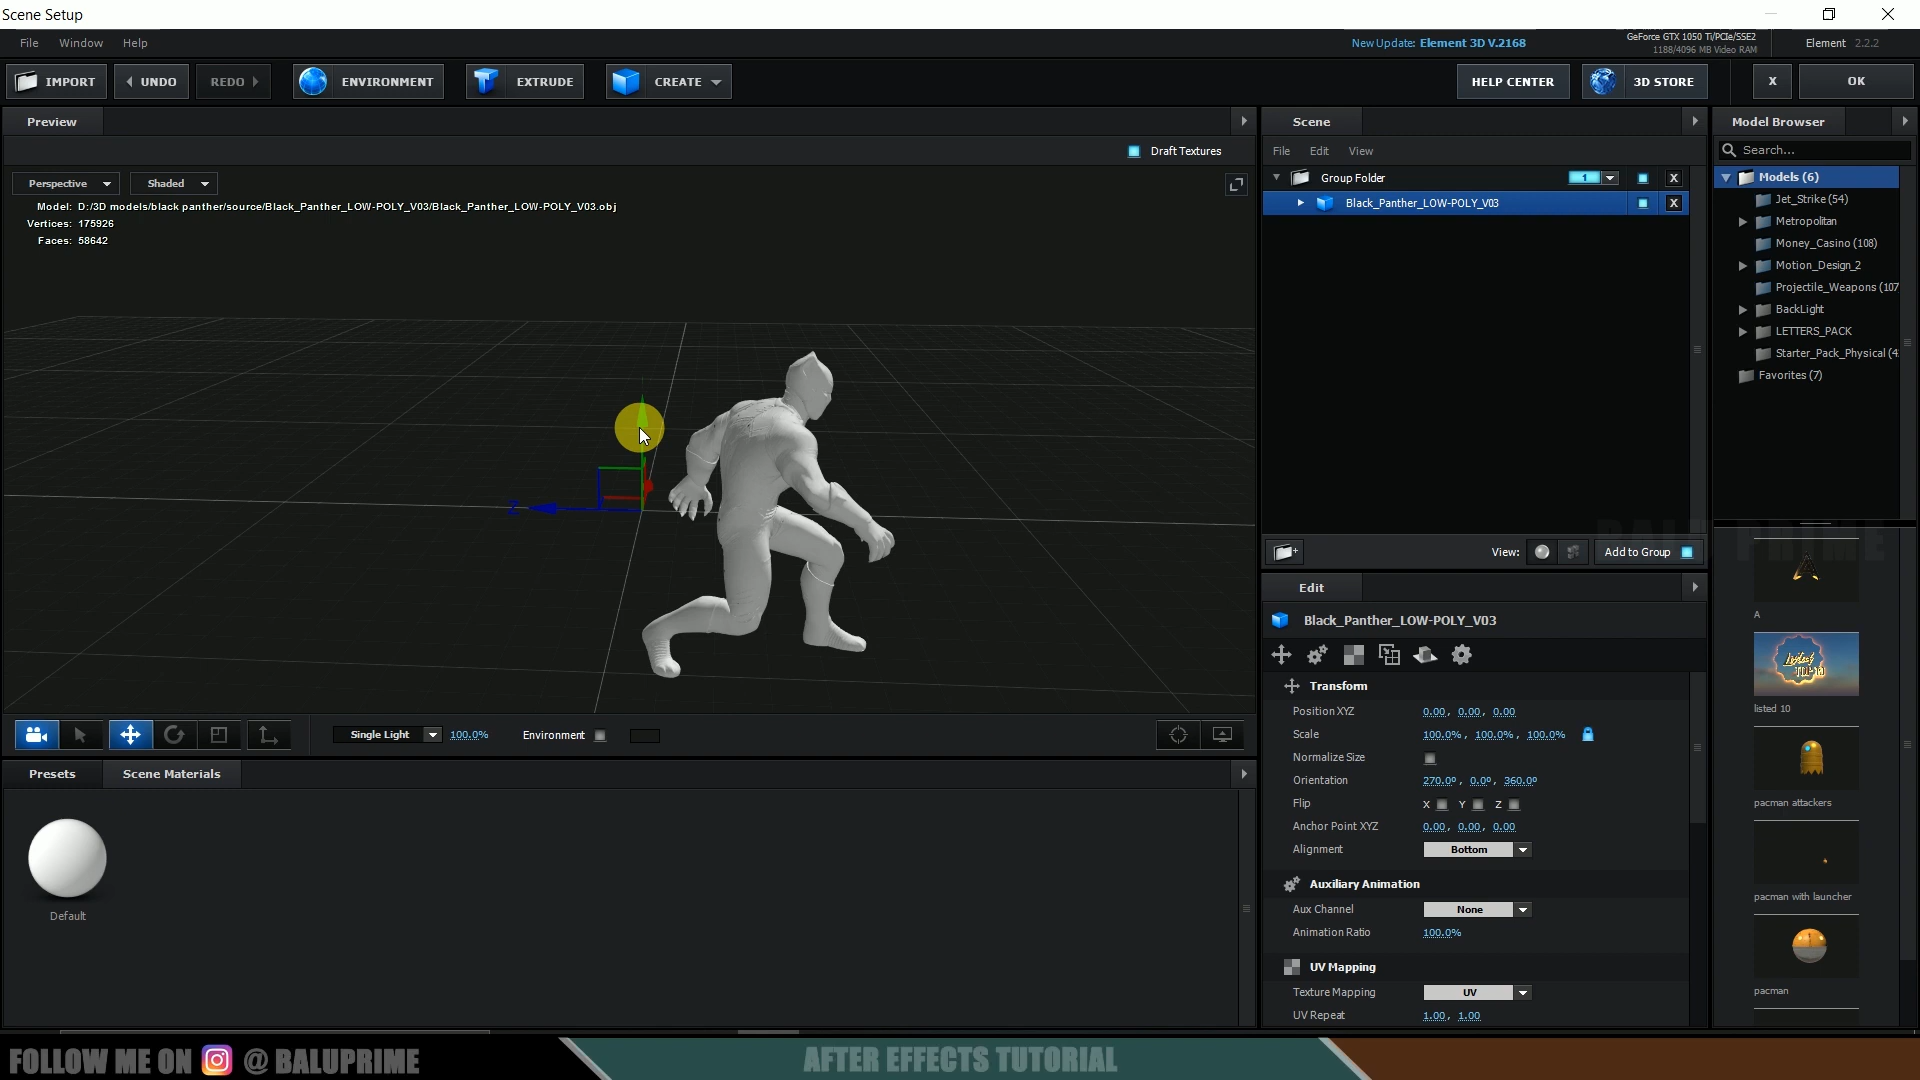 Scene Setup
File Window Help
New Update: Element 3D V.2168
GeForce GTX 1050 Ti/PCIe/SSE2
1188/4096 MB Video RAM
Element 2.2.2
IMPORT UNDO REDO ENVIRONMENT EXTRUDE CREATE HELP CENTER 3D STORE X OK
Preview
Draft Textures
Perspective Shaded
Model: D:/3D models/black panther/source/Black_Panther_LOW-POLY_V03/Black_Panther_LOW-POLY_V03.obj
Vertices: 175926
Faces: 58642
Z
Single Light 100.0% Environment
Presets Scene Materials
Default
Scene
File Edit View
Group Folder 1 X
Black_Panther_LOW-POLY_V03 X
BALU PRIME
View: Add to Group
Edit
Black_Panther_LOW-POLY_V03
Transform
Position XYZ 0.00, 0.00, 0.00
Scale 100.0%, 100.0%, 100.0%
Normalize Size
Orientation 270.0º, 0.0º, 360.0º
Flip X Y Z
Anchor Point XYZ 0.00, 0.00, 0.00
Alignment Bottom
Auxiliary Animation
Aux Channel None
Animation Ratio 100.0%
UV Mapping
Texture Mapping UV
UV Repeat 1.00, 1.00
Model Browser
Search...
Models (6)
Jet_Strike (54)
Metropolitan
Money_Casino (108)
Motion_Design_2
Projectile_Weapons (107
BackLight
LETTERS_PACK
Starter_Pack_Physical (4
Favorites (7)
A
listed 10
pacman attackers
pacman with launcher
pacman
FOLLOW ME ON @ BALUPRIME
AFTER EFFECTS TUTORIAL